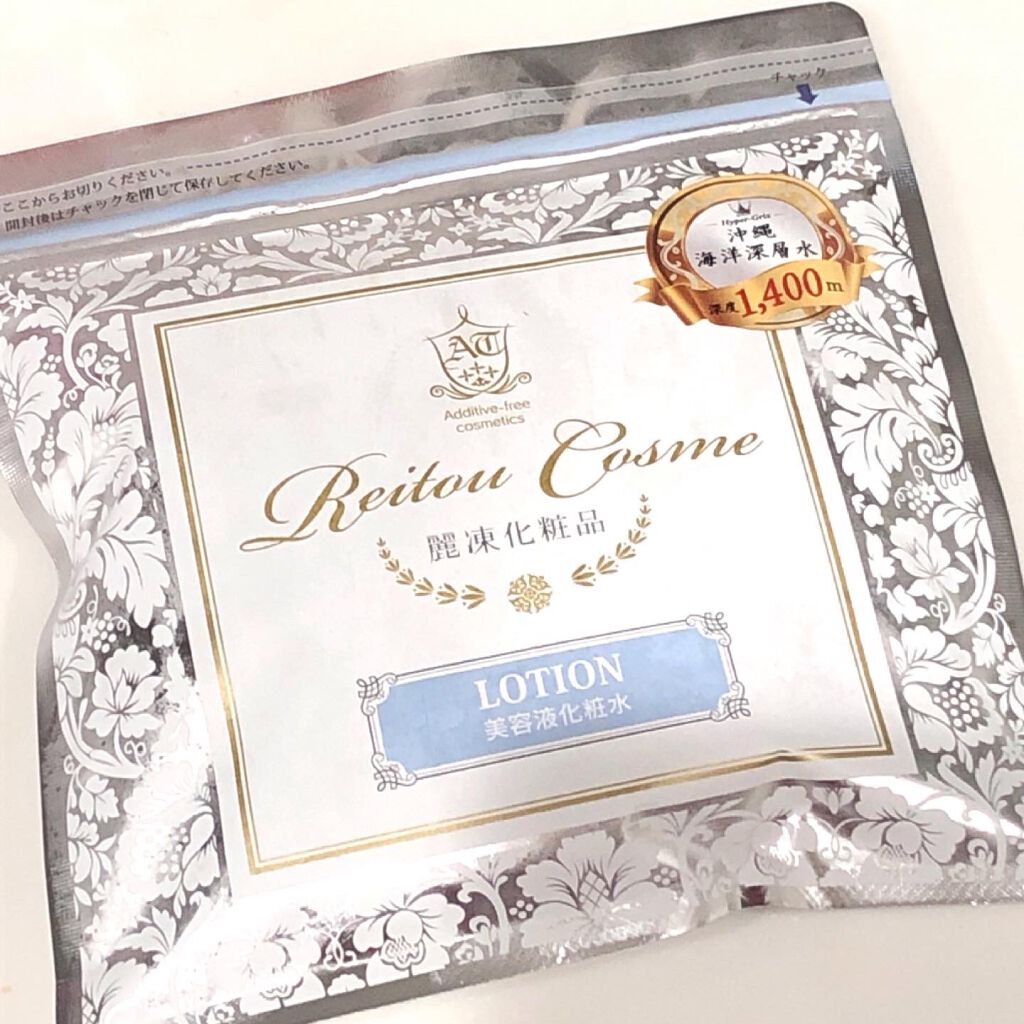 チャック
ここからお切りください。
開封後はチャックを閉じて保存してください。
Hyper-Gris
沖縄
海洋深層水
深度1,400m
AT
Additive-free
cosmetics
Reitou Cosme
麗凍化粧品
LOTION
美容液化粧水